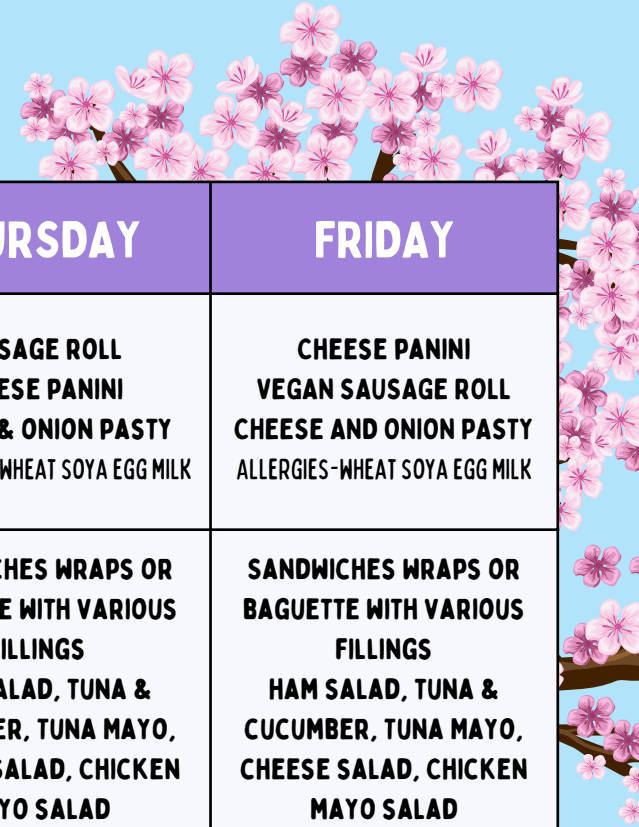 URSDAY
FRIDAY
SAGE ROLL
ESE PANINI
& ONION PASTY
WHEAT SOYA EGG MILK
CHEESE PANINI
VEGAN SAUSAGE ROLL
CHEESE AND ONION PASTY
ALLERGIES-WHEAT SOYA EGG MILK
CHES WRAPS OR
E WITH VARIOUS
ILLINGS
ALAD, TUNA &
ER, TUNA MAYO,
SALAD, CHICKEN
YO SALAD
SANDWICHES WRAPS OR
BAGUETTE WITH VARIOUS
FILLINGS
HAM SALAD, TUNA &
CUCUMBER, TUNA MAYO,
CHEESE SALAD, CHICKEN
MAYO SALAD